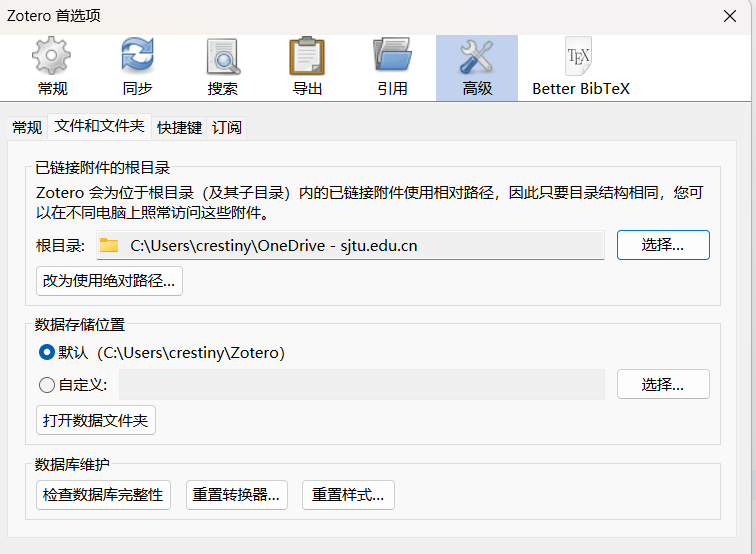 Zotero 首选项
常规 同步 搜索 导出 引用 高级 Better BibTeX
常规 文件和文件夹 快捷键 订阅
已链接附件的根目录
Zotero 会为位于根目录（及其子目录）内的已链接附件使用相对路径，因此只要目录结构相同，您可
以在不同电脑上照常访问这些附件。
根目录: C:\Users\crestiny\OneDrive - sjtu.edu.cn 选择...
改为使用绝对路径...
数据存储位置
默认（C:\Users\crestiny\Zotero）
自定义: 选择...
打开数据文件夹
数据库维护
检查数据库完整性 重置转换器... 重置样式...